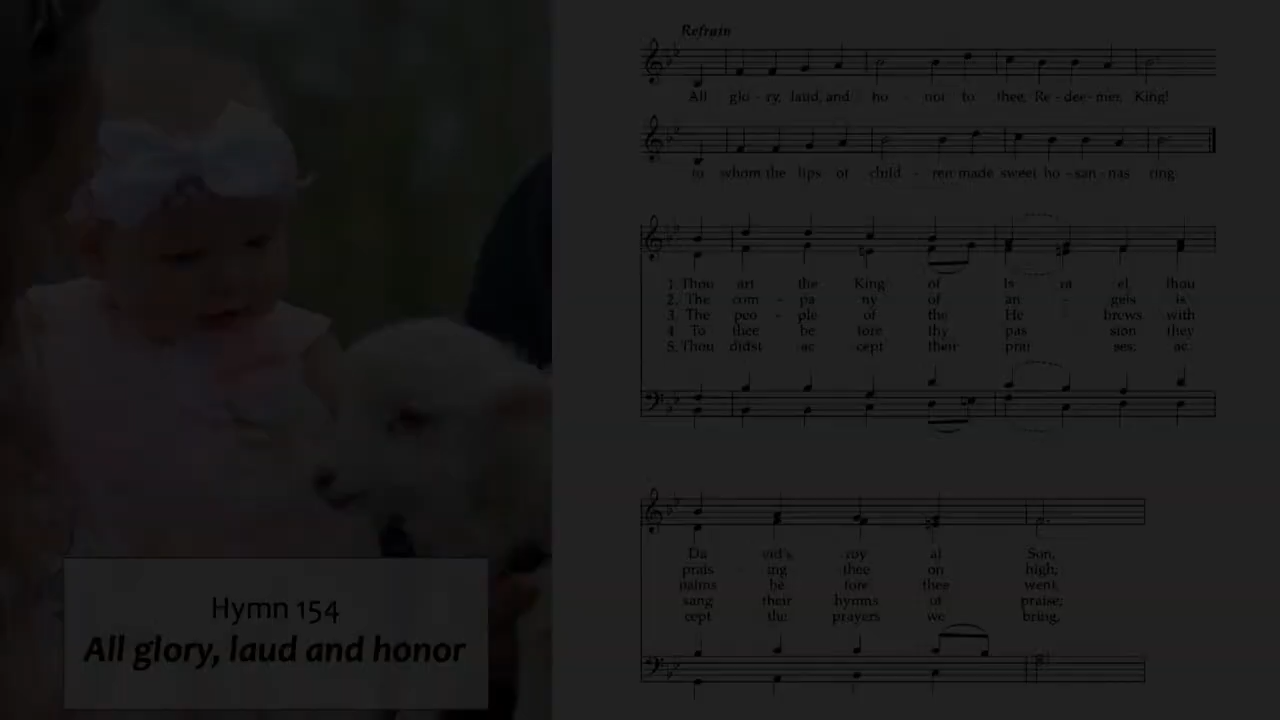 Hymn 154
All glory, laud and honor
Refrain
All glo - ry, laud, and ho - nor to thee, Re - dee - mer, King!
to whom the lips of child - ren made sweet ho - san - nas ring.
1. Thou art the King of Is - ra - el, thou
2. The com - pa - ny of an - gels is
3. The peo - ple of the He - brews with
4. To thee be - fore thy pas - sion they
5. Thou didst ac - cept their prai - ses; ac -
Da - vid's roy - al Son,
prais - ing thee on high;
palms be - fore thee went;
sang their hymns of praise;
cept the prayers we bring,